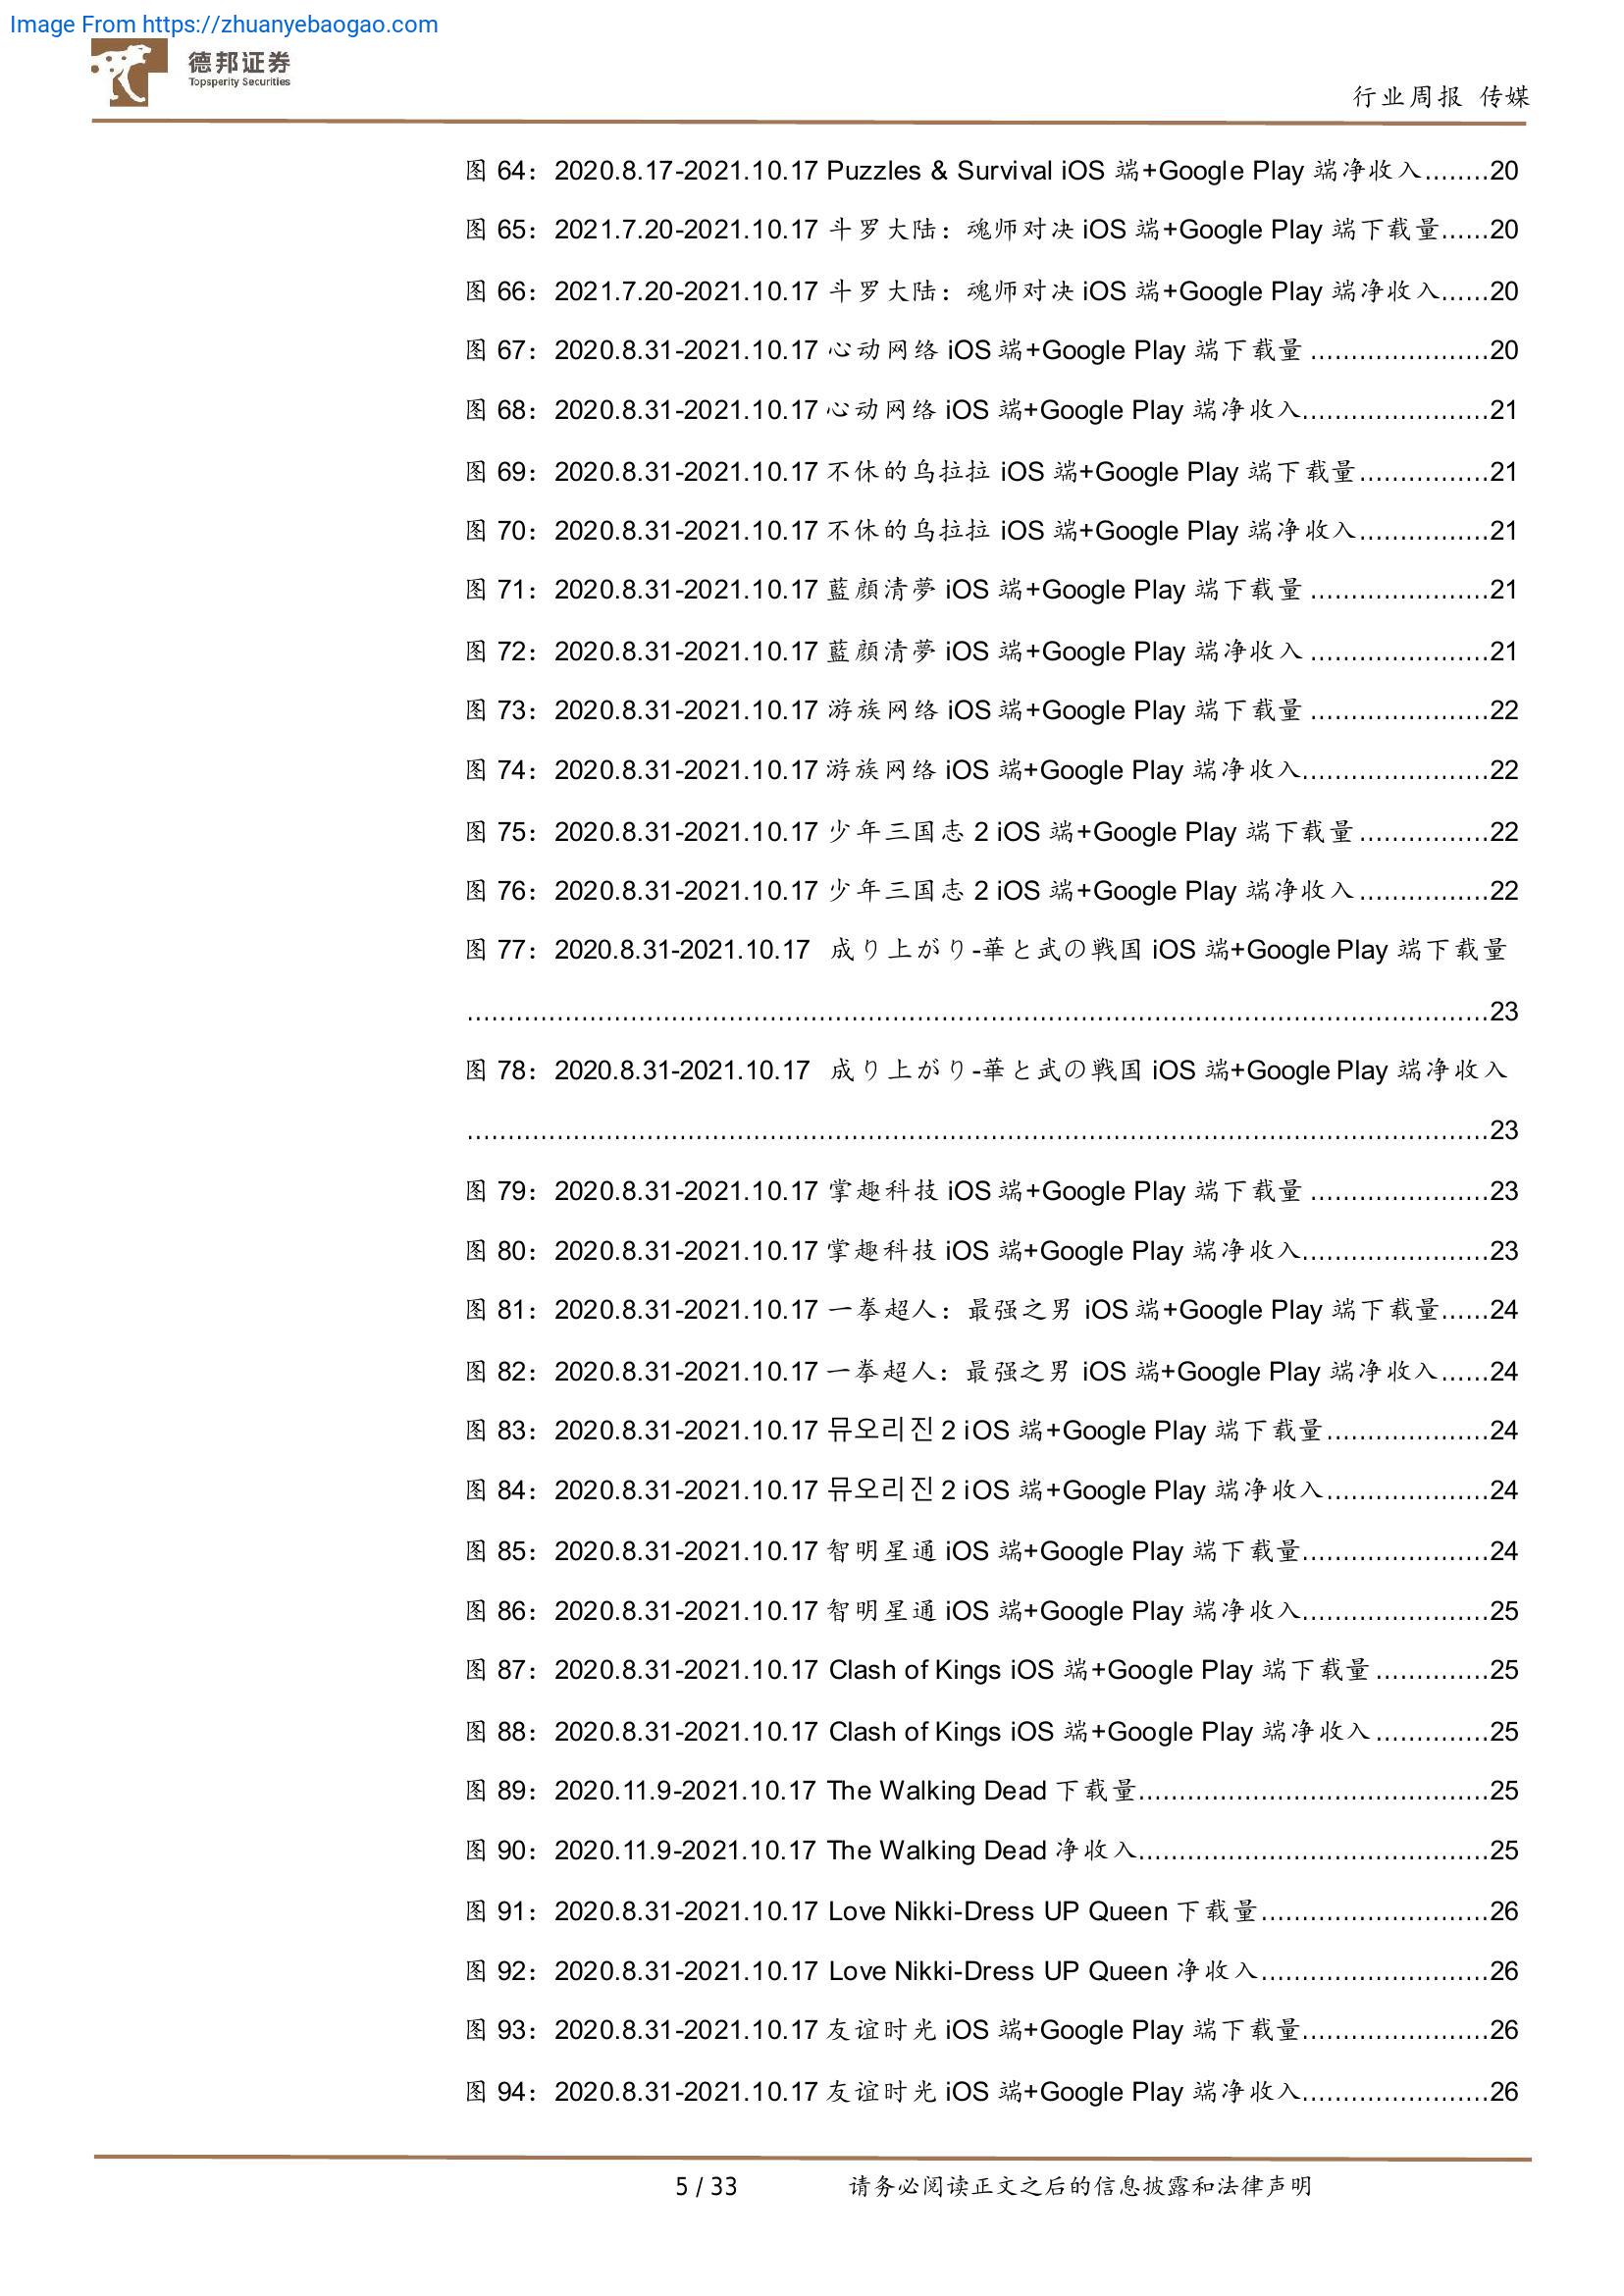 Image From https://zhuanyebaogao.com
德邦证券
Topsperity Securities
行业周报 传媒
图 64：2020.8.17-2021.10.17 Puzzles & Survival iOS 端+Google Play 端净收入........20
图 65：2021.7.20-2021.10.17 斗罗大陆：魂师对决 iOS 端+Google Play 端下载量......20
图 66：2021.7.20-2021.10.17 斗罗大陆：魂师对决 iOS 端+Google Play 端净收入......20
图 67：2020.8.31-2021.10.17 心动网络 iOS 端+Google Play 端下载量......................20
图 68：2020.8.31-2021.10.17 心动网络 iOS 端+Google Play 端净收入.......................21
图 69：2020.8.31-2021.10.17 不休的乌拉拉 iOS 端+Google Play 端下载量................21
图 70：2020.8.31-2021.10.17 不休的乌拉拉 iOS 端+Google Play 端净收入................21
图 71：2020.8.31-2021.10.17 藍顔清夢 iOS 端+Google Play 端下载量......................21
图 72：2020.8.31-2021.10.17 藍顔清夢 iOS 端+Google Play 端净收入......................21
图 73：2020.8.31-2021.10.17 游族网络 iOS 端+Google Play 端下载量......................22
图 74：2020.8.31-2021.10.17 游族网络 iOS 端+Google Play 端净收入.......................22
图 75：2020.8.31-2021.10.17 少年三国志 2 iOS 端+Google Play 端下载量................22
图 76：2020.8.31-2021.10.17 少年三国志 2 iOS 端+Google Play 端净收入................22
图 77：2020.8.31-2021.10.17 成り上がり-華と武の戦国 iOS 端+Google Play 端下载量
..............................................................................................................................23
图 78：2020.8.31-2021.10.17 成り上がり-華と武の戦国 iOS 端+Google Play 端净收入
..............................................................................................................................23
图 79：2020.8.31-2021.10.17 掌趣科技 iOS 端+Google Play 端下载量......................23
图 80：2020.8.31-2021.10.17 掌趣科技 iOS 端+Google Play 端净收入.......................23
图 81：2020.8.31-2021.10.17 一拳超人：最强之男 iOS 端+Google Play 端下载量......24
图 82：2020.8.31-2021.10.17 一拳超人：最强之男 iOS 端+Google Play 端净收入......24
图 83：2020.8.31-2021.10.17 뮤오리진 2 iOS 端+Google Play 端下载量....................24
图 84：2020.8.31-2021.10.17 뮤오리진 2 iOS 端+Google Play 端净收入....................24
图 85：2020.8.31-2021.10.17 智明星通 iOS 端+Google Play 端下载量.......................24
图 86：2020.8.31-2021.10.17 智明星通 iOS 端+Google Play 端净收入.......................25
图 87：2020.8.31-2021.10.17 Clash of Kings iOS 端+Google Play 端下载量..............25
图 88：2020.8.31-2021.10.17 Clash of Kings iOS 端+Google Play 端净收入..............25
图 89：2020.11.9-2021.10.17 The Walking Dead 下载量...........................................25
图 90：2020.11.9-2021.10.17 The Walking Dead 净收入...........................................25
图 91：2020.8.31-2021.10.17 Love Nikki-Dress UP Queen 下载量............................26
图 92：2020.8.31-2021.10.17 Love Nikki-Dress UP Queen 净收入............................26
图 93：2020.8.31-2021.10.17 友谊时光 iOS 端+Google Play 端下载量.......................26
图 94：2020.8.31-2021.10.17 友谊时光 iOS 端+Google Play 端净收入.......................26
5 / 33 请务必阅读正文之后的信息披露和法律声明